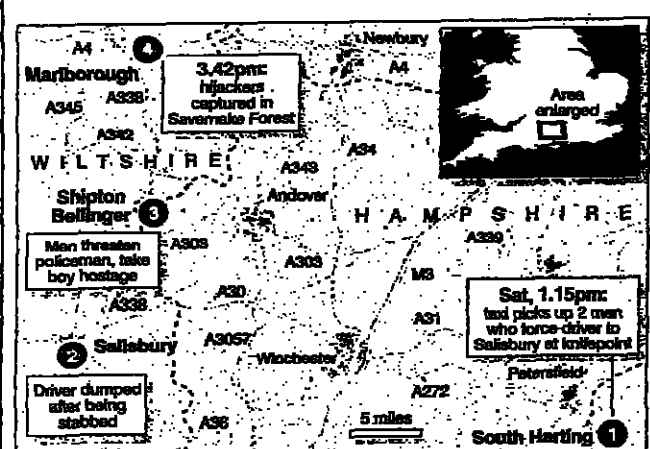 A4
4
Newbury
Marlborough
3.42pm:
hijackers
captured in
Savernake Forest
A4
Area
enlarged
A345
A338
A342
A34
WILTSHIRE
A343
Andover
Shipton
Bellinger
3
HAMPSHIRE
A339
Men threaten
policeman, take
boy hostage
A303
A303
M3
Sat, 1.15pm:
taxi picks up 2 men
who force driver to
Salisbury at knifepoint
A338
A30
A31
2
Salisbury
A3057
Winchester
Petersfield
Driver dumped
after being
stabbed
A272
A36
5 miles
South Harting
1